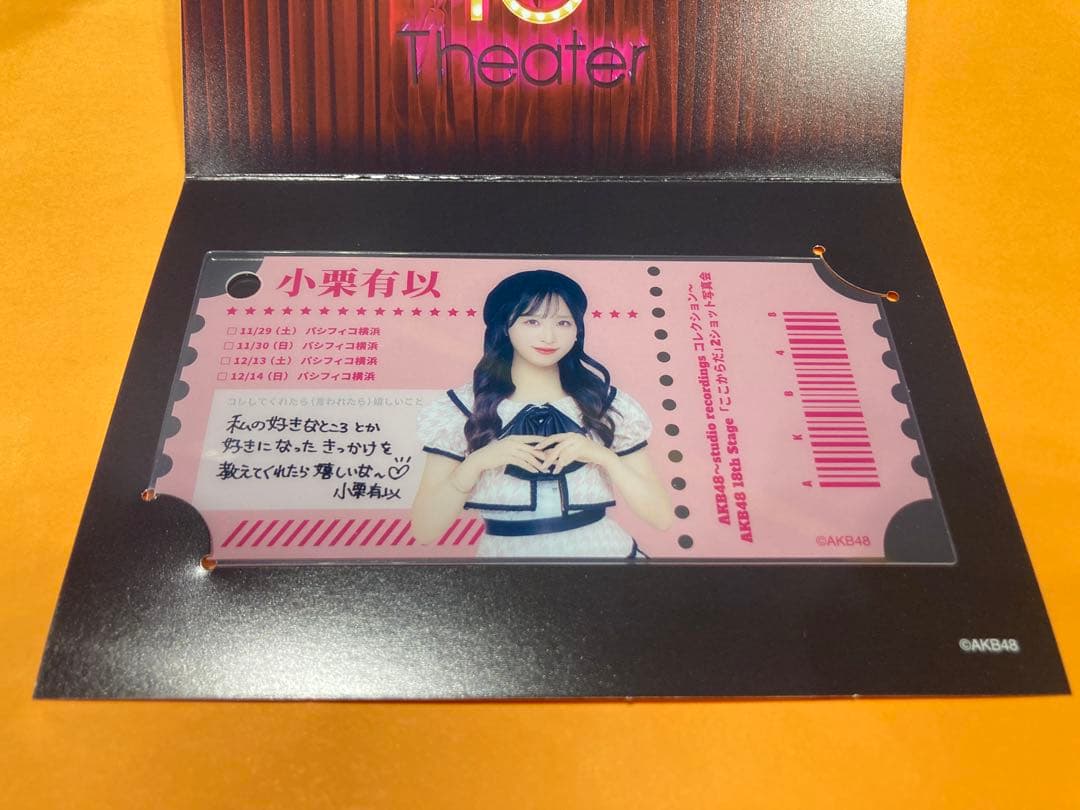 Theater
小栗有以
□ 11/29（土） パシフィコ横浜
□ 11/30（日） パシフィコ横浜
□ 12/13（土） パシフィコ横浜
□ 12/14（日） パシフィコ横浜
コレしてくれたら（言われたら）嬉しいこと
私の好きなところとか
好きになったきっかけを
教えてくれたら嬉しいな〜♡
小栗有以
AKB48〜studio recordings コレクション〜
AKB48 18th Stage 「ここからだ」2ショット写真会
AKB48
©AKB48
©AKB48